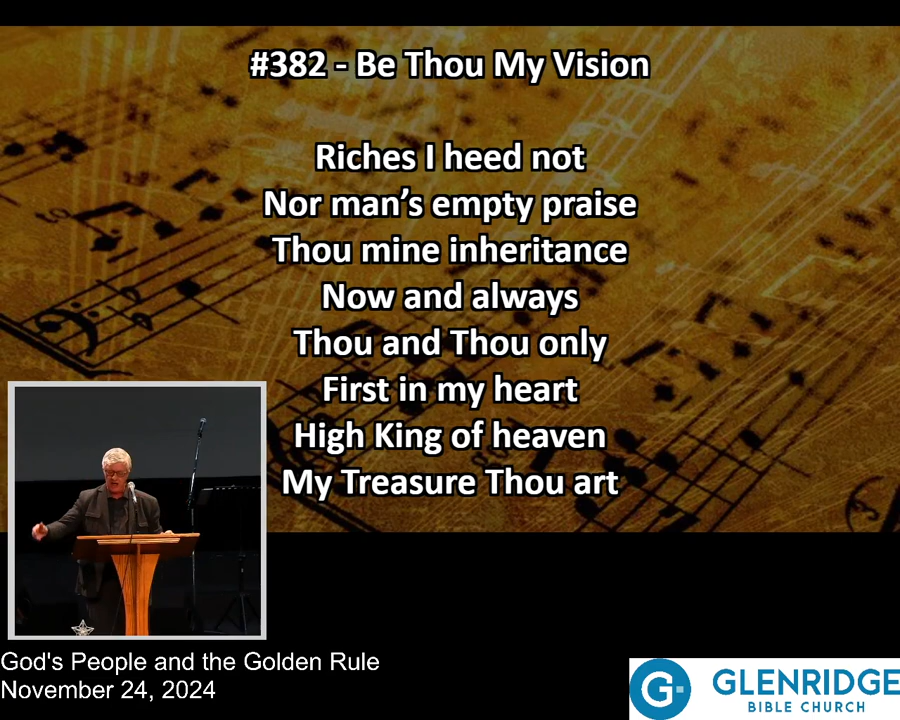 #382 - Be Thou My Vision
Riches I heed not
Nor man’s empty praise
Thou mine inheritance
Now and always
Thou and Thou only
First in my heart
High King of heaven
My Treasure Thou art
God's People and the Golden Rule
November 24, 2024
G
GLENRIDGE
BIBLE CHURCH